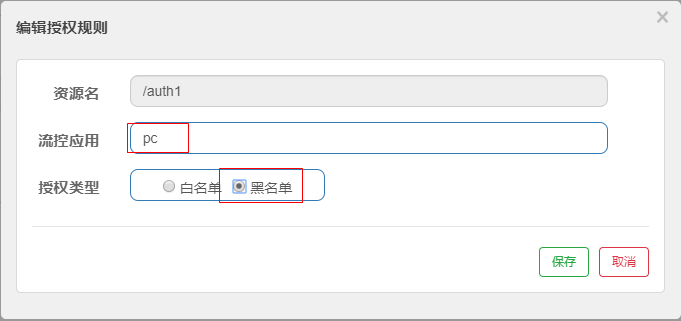 编辑授权规则
×
资源名 /auth1
流控应用 pc
授权类型 白名单 黑名单
保存 取消